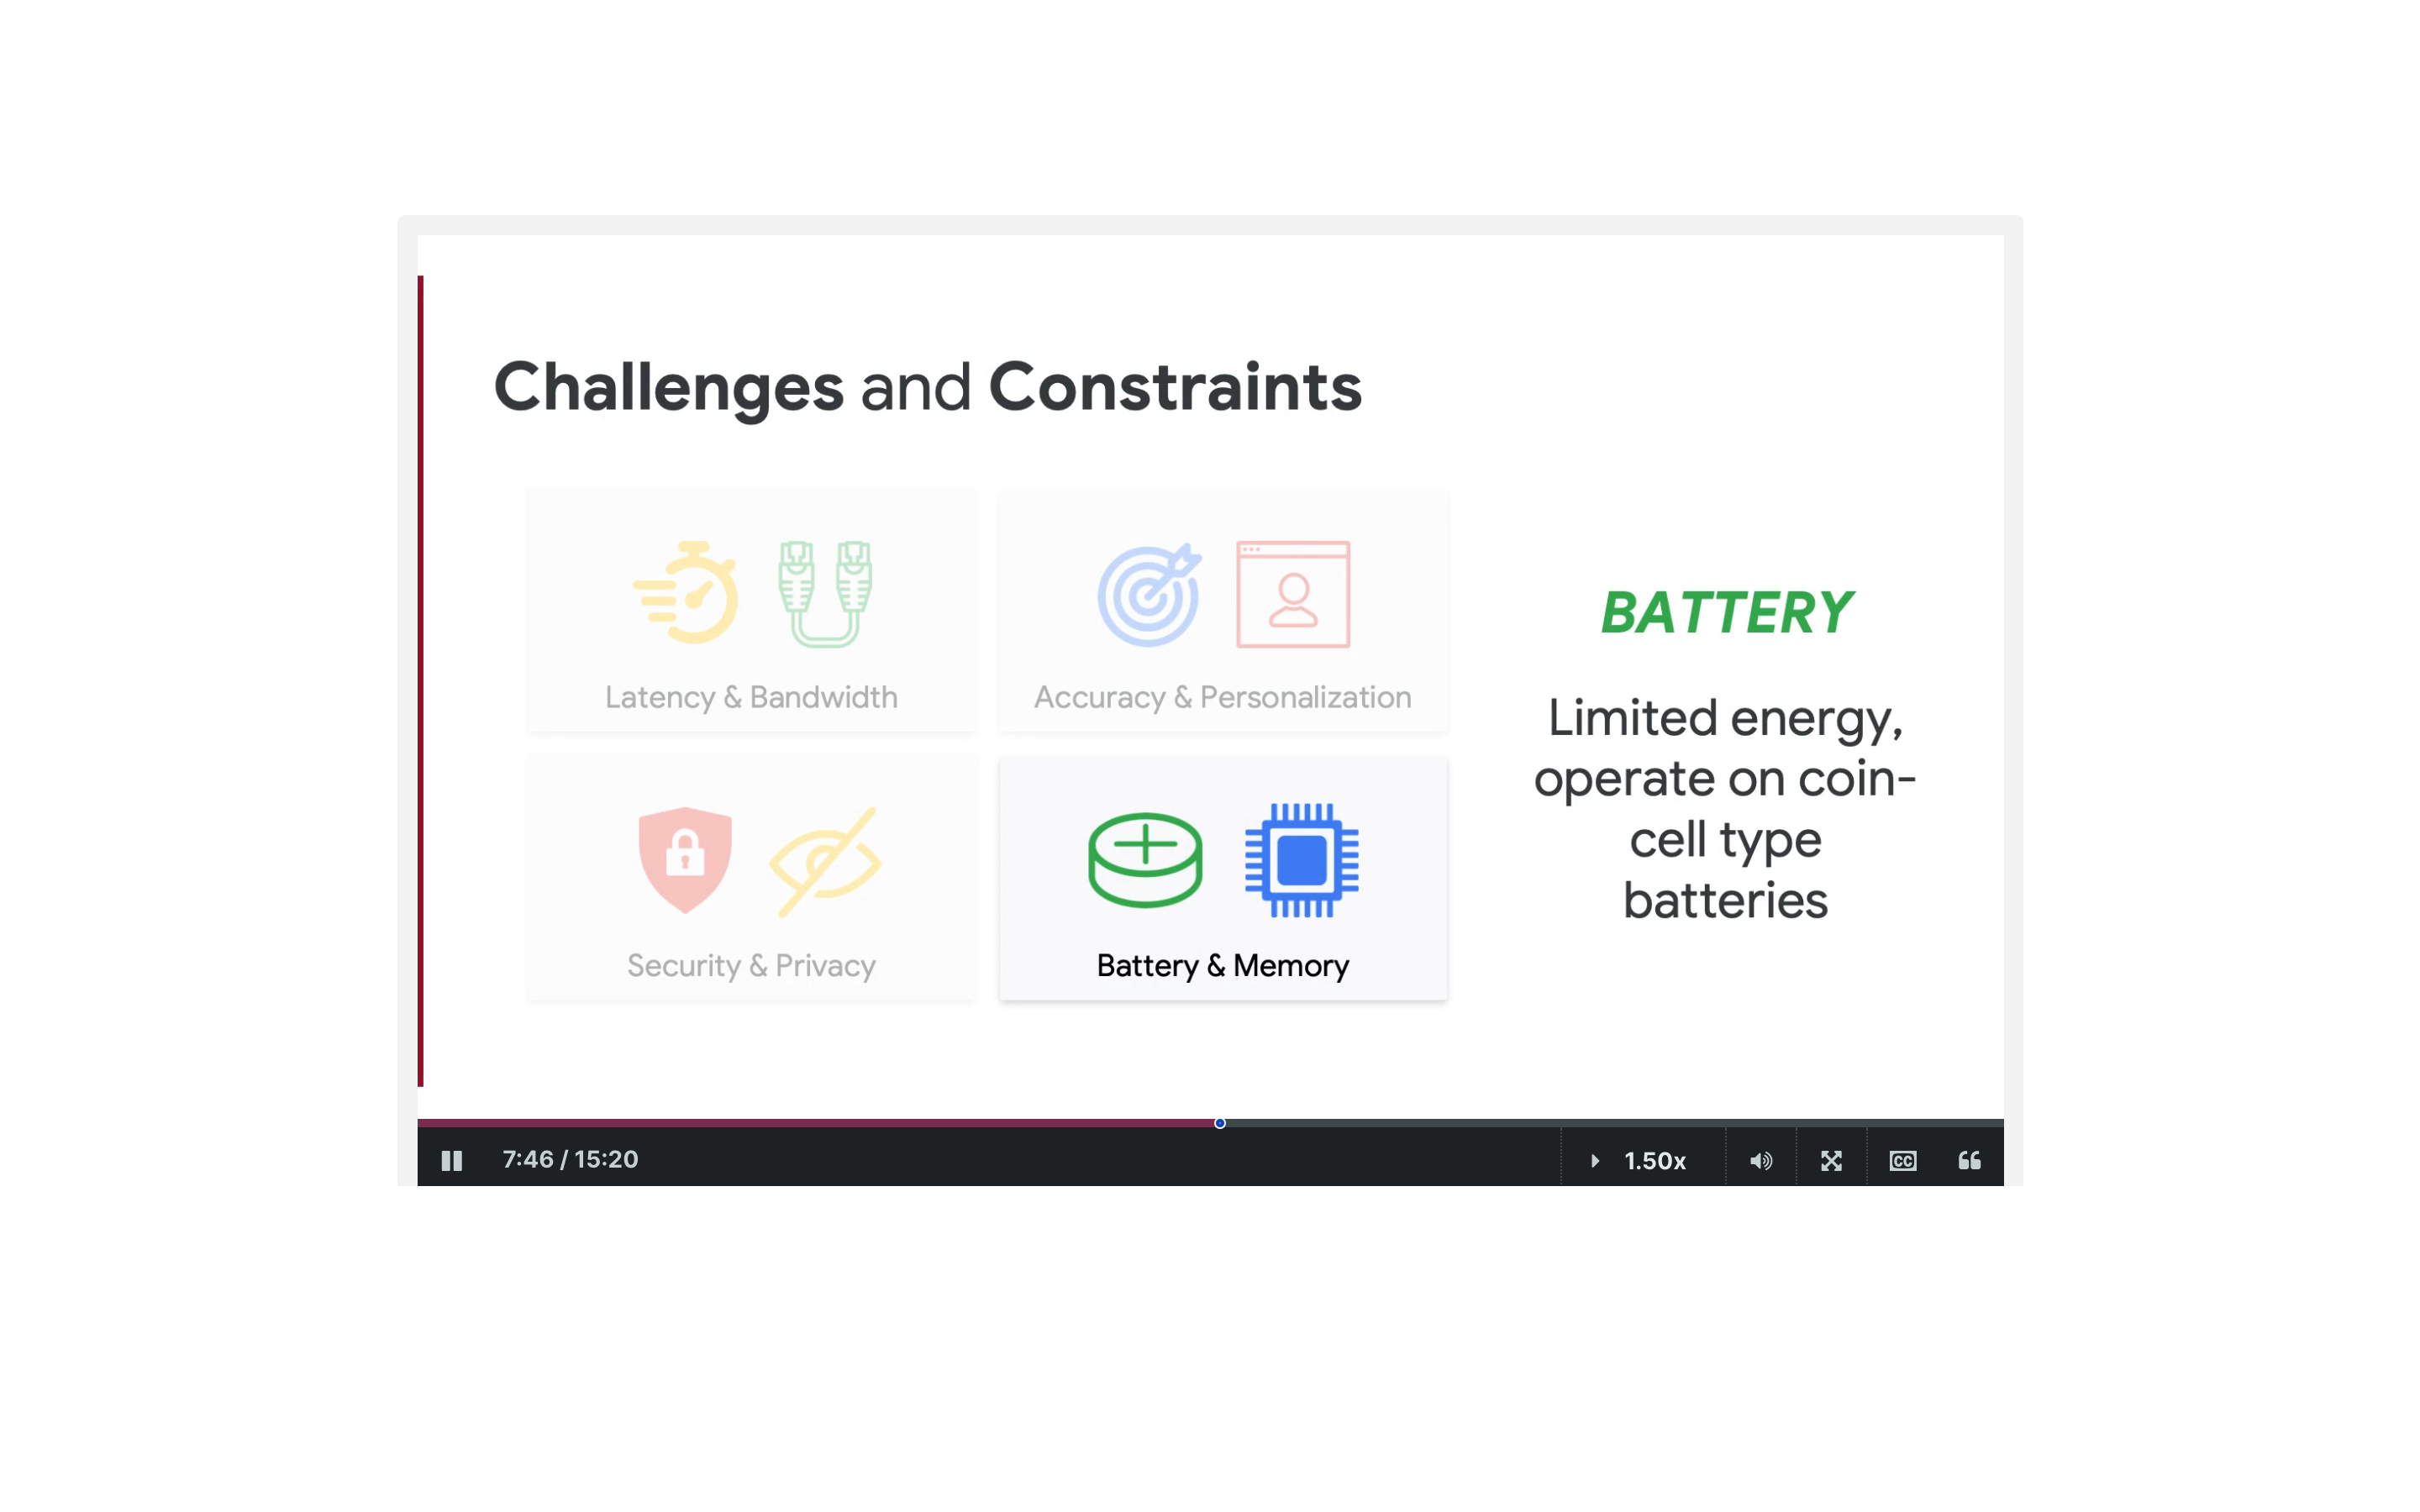 Challenges and Constraints
Latency & Bandwidth
Accuracy & Personalization
Security & Privacy
Battery & Memory
BATTERY
Limited energy,
operate on coin-
cell type
batteries
7:46 / 15:20
1.50x
CC